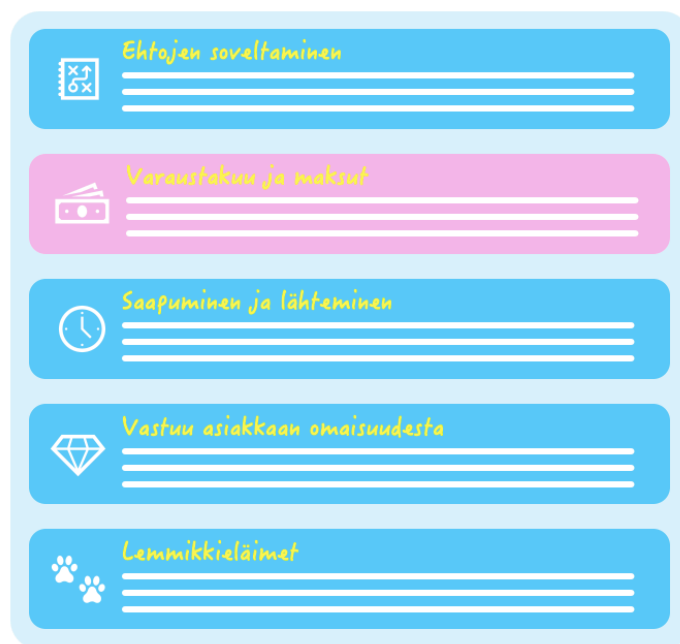 Ehtojen soveltaminen
Varaustakuu ja maksut
Saapuminen ja lähteminen
Vastuu asiakkaan omaisuudesta
Lemmikkieläimet